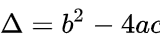 Δ = b² − 4ac